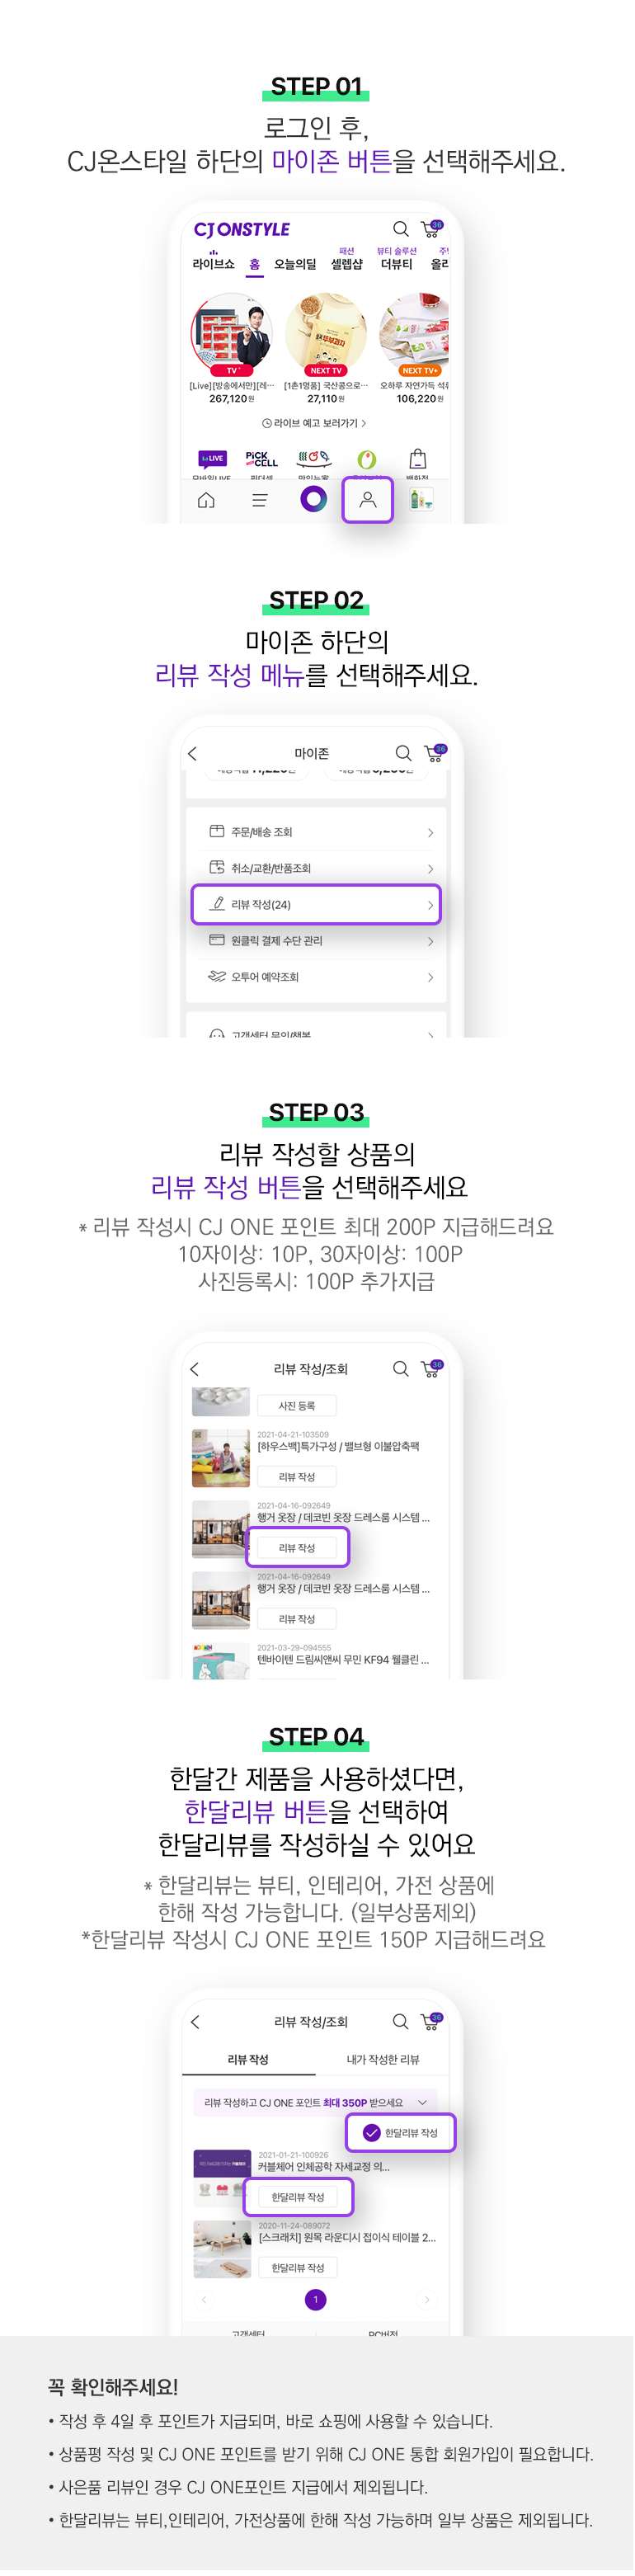 STEP 01
로그인 후,
CJ온스타일 하단의 마이존 버튼을 선택해주세요.
CJ ONSTYLE
36
패션 뷰티 솔루션
라이브쇼 홈 오늘의딜 셀렙샵 더뷰티
TV NEXT TV NEXT TV
[Live][방송에서만][레… [1촌1명품] 국산콩으로… 오하루 자연가득 석류
267,120원 27,110원 106,220원
라이브 예고 보러가기
LIVE PICK CELL
STEP 02
마이존 하단의
리뷰 작성 메뉴를 선택해주세요.
마이존
36
주문/배송 조회
취소/교환/반품조회
리뷰 작성(24)
원클릭 결제 수단 관리
오투어 예약조회
STEP 03
리뷰 작성할 상품의
리뷰 작성 버튼을 선택해주세요
* 리뷰 작성시 CJ ONE 포인트 최대 200P 지급해드려요
10자이상: 10P, 30자이상: 100P
사진등록시: 100P 추가지급
리뷰 작성/조회
36
사진 등록
2021-04-21-103509
[하우스백]특가구성 / 밸브형 이불압축팩
리뷰 작성
2021-04-16-092649
행거 옷장 / 데코빈 옷장 드레스룸 시스템 ...
리뷰 작성
2021-04-16-092649
행거 옷장 / 데코빈 옷장 드레스룸 시스템 ...
리뷰 작성
2021-03-29-094555
텐바이텐 드림씨앤씨 무민 KF94 웰클린 ...
STEP 04
한달간 제품을 사용하셨다면,
한달리뷰 버튼을 선택하여
한달리뷰를 작성하실 수 있어요
* 한달리뷰는 뷰티, 인테리어, 가전 상품에
한해 작성 가능합니다. (일부상품제외)
*한달리뷰 작성시 CJ ONE 포인트 150P 지급해드려요
리뷰 작성/조회
36
리뷰 작성 내가 작성한 리뷰
리뷰 작성하고 CJ ONE 포인트 최대 350P 받으세요
한달리뷰 작성
2021-01-21-100926
커블체어 인체공학 자세교정 의...
한달리뷰 작성
2020-11-24-089072
[스크래치] 원목 라운디시 접이식 테이블 2...
한달리뷰 작성
1
고객센터 PC버전
꼭 확인해주세요!
• 작성 후 4일 후 포인트가 지급되며, 바로 쇼핑에 사용할 수 있습니다.
• 상품평 작성 및 CJ ONE 포인트를 받기 위해 CJ ONE 통합 회원가입이 필요합니다.
• 사은품 리뷰인 경우 CJ ONE포인트 지급에서 제외됩니다.
• 한달리뷰는 뷰티,인테리어, 가전상품에 한해 작성 가능하며 일부 상품은 제외됩니다.